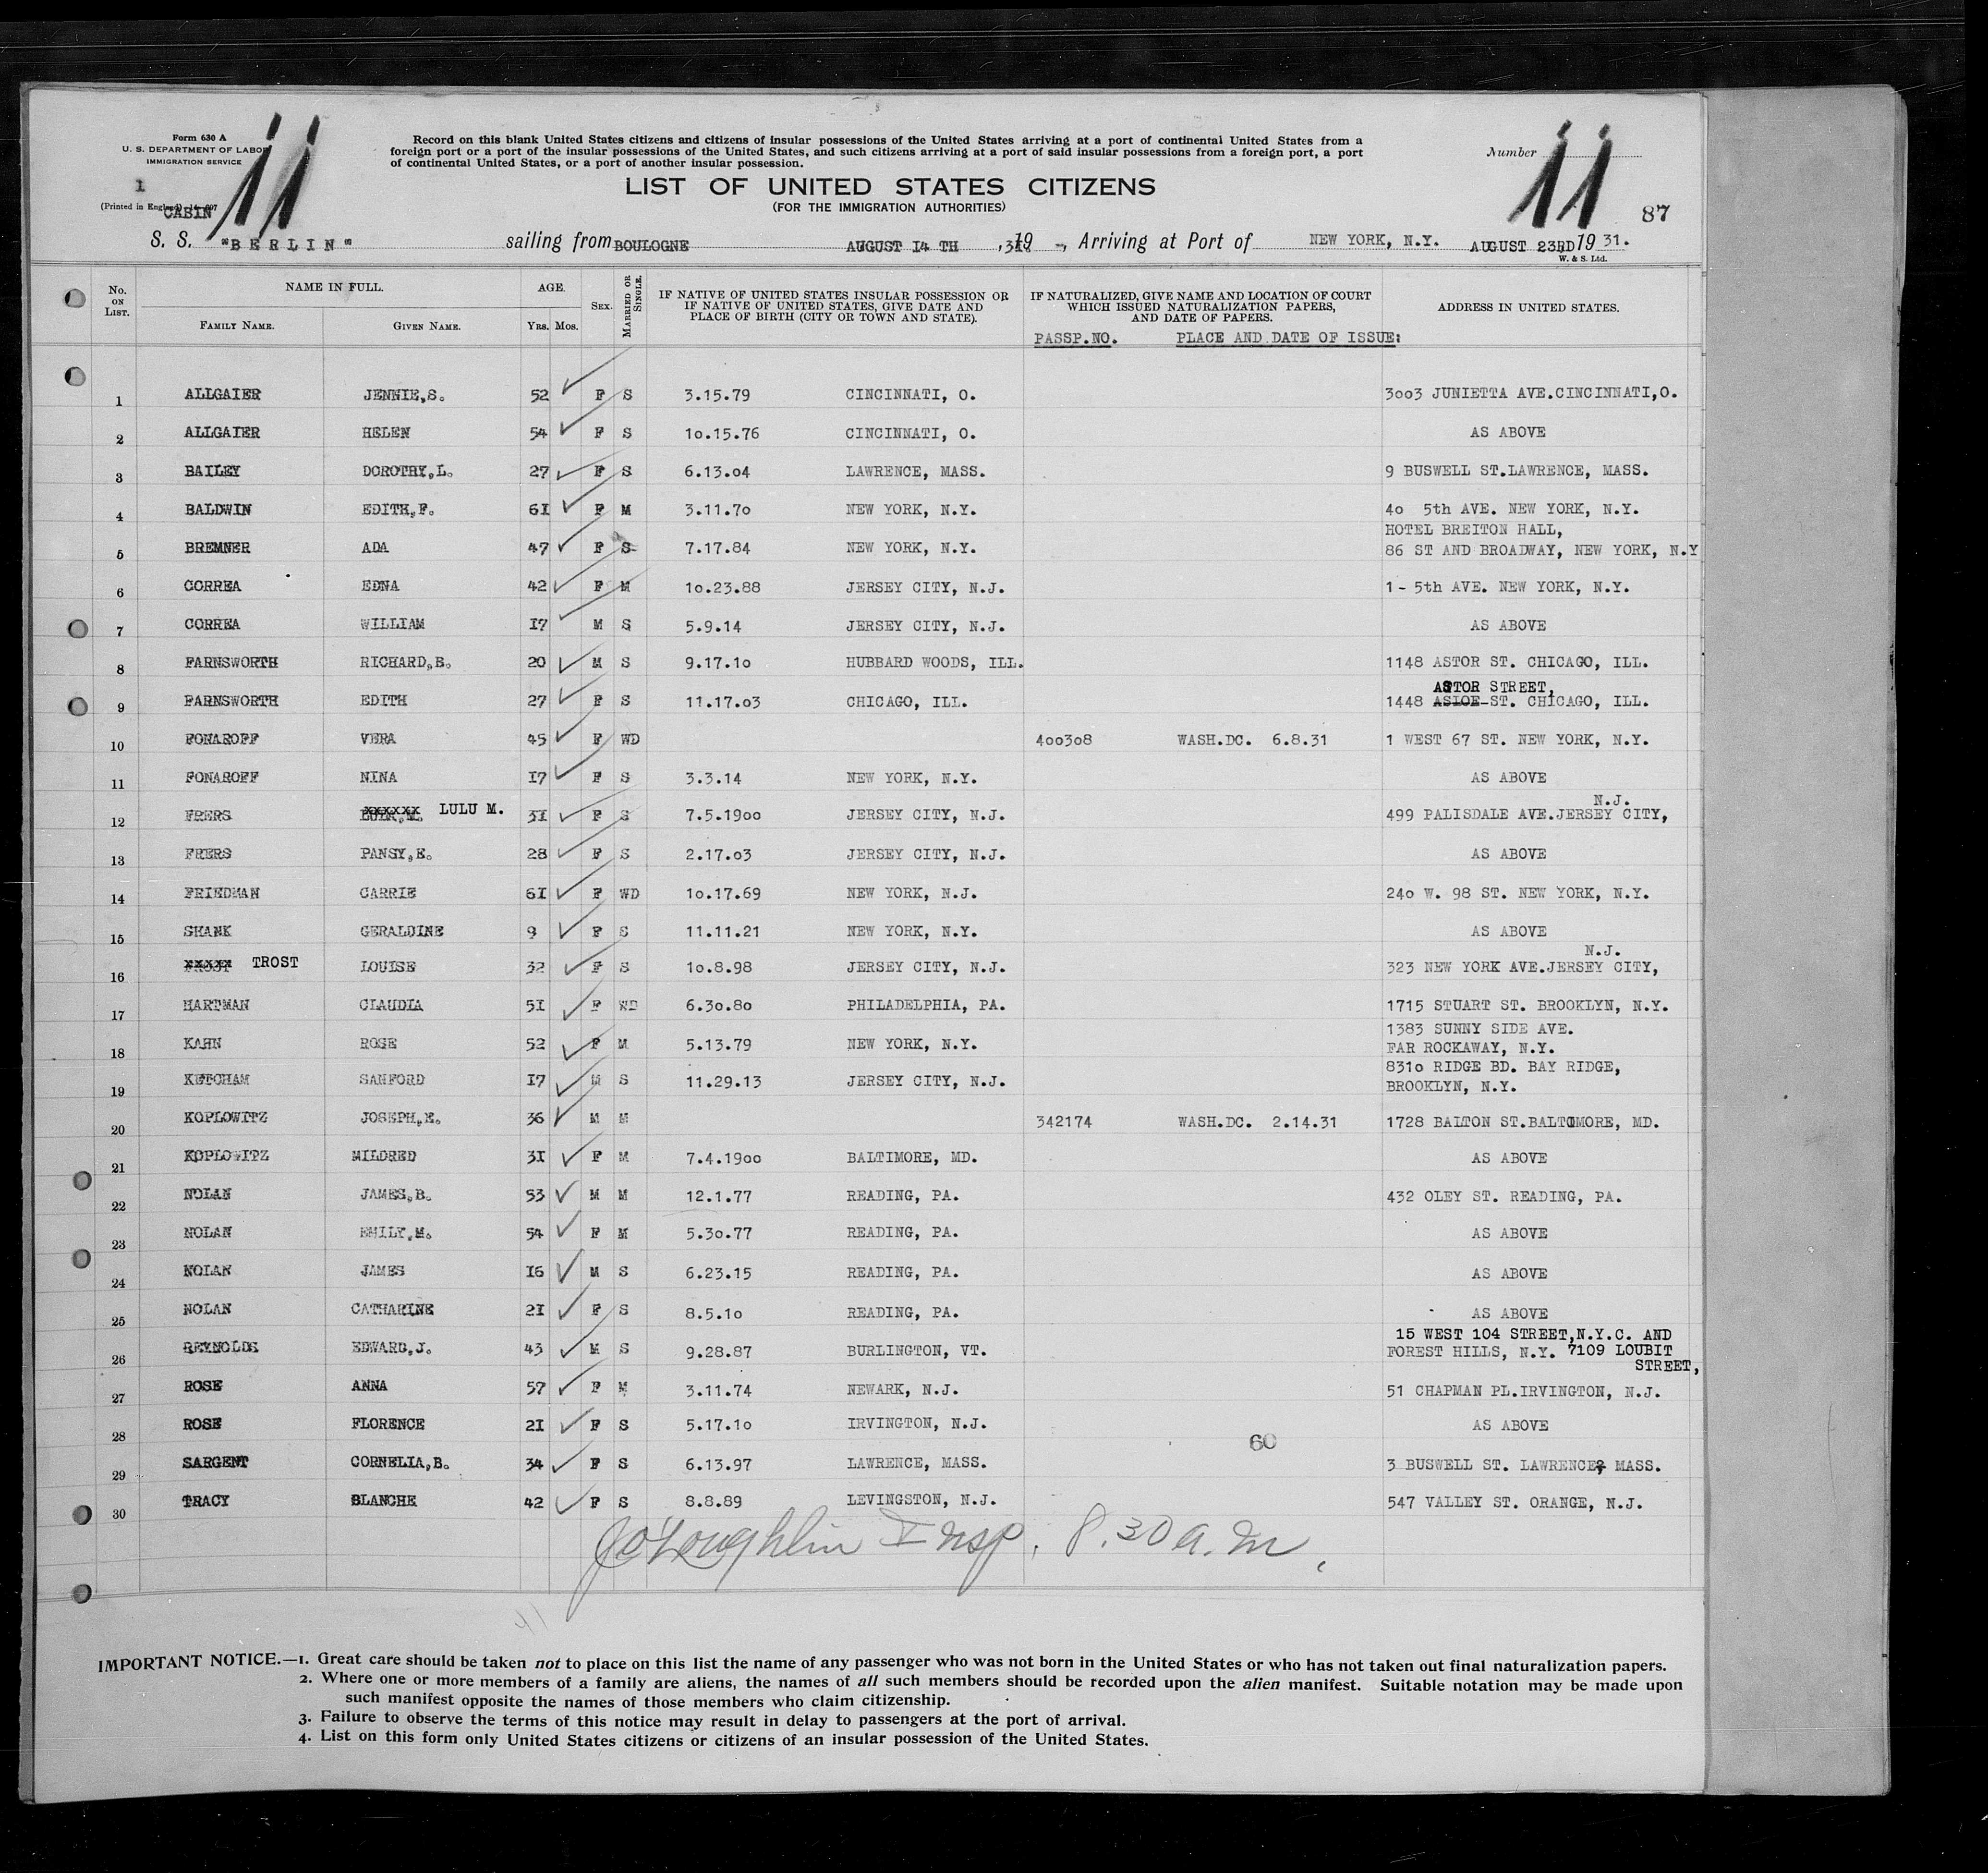 Form 630 A
U. S. DEPARTMENT OF LABOR
IMMIGRATION SERVICE
1
(Printed in England)
CABIN
11
Record on this blank United States citizens and citizens of insular possessions of the United States arriving at a port of continental United States from a
foreign port or a port of the insular possessions of the United States, and such citizens arriving at a port of said insular possessions from a foreign port, a port
of continental United States, or a port of another insular possession.
LIST OF UNITED STATES CITIZENS
(FOR THE IMMIGRATION AUTHORITIES)
Number 11
87
S. S. "BERLIN" sailing from BOULOGNE AUGUST 14 TH ,31. 19 -, Arriving at Port of NEW YORK, N.Y. AUGUST 23RD 19 31.
W. & S. Ltd.
No. ON LIST. NAME IN FULL. AGE. SEX. MARRIED OR SINGLE. IF NATIVE OF UNITED STATES INSULAR POSSESSION OR IF NATIVE OF UNITED STATES, GIVE DATE AND PLACE OF BIRTH (CITY OR TOWN AND STATE). IF NATURALIZED, GIVE NAME AND LOCATION OF COURT WHICH ISSUED NATURALIZATION PAPERS, AND DATE OF PAPERS. ADDRESS IN UNITED STATES.
FAMILY NAME. GIVEN NAME. Yrs. Mos. PASSP.NO. PLACE AND DATE OF ISSUE:
1 ALLGAIER JENNIE,S. 52 F S 3.15.79 CINCINNATI, O. 3003 JUNIETTA AVE.CINCINNATI,O.
2 ALLGAIER HELEN 54 F S 10.15.76 CINCINNATI, O. AS ABOVE
3 BAILEY DOROTHY,L. 27 F S 6.13.04 LAWRENCE, MASS. 9 BUSWELL ST.LAWRENCE, MASS.
4 BALDWIN EDITH,F. 61 F M 3.11.70 NEW YORK, N.Y. 40 5th AVE. NEW YORK, N.Y.
HOTEL BREITON HALL,
5 BREMNER ADA 47 F S 7.17.84 NEW YORK, N.Y. 86 ST AND BROADWAY, NEW YORK, N.Y
6 CORREA EDNA 42 F M 10.23.88 JERSEY CITY, N.J. 1 - 5th AVE. NEW YORK, N.Y.
7 CORREA WILLIAM 17 M S 5.9.14 JERSEY CITY, N.J. AS ABOVE
8 FARNSWORTH RICHARD,B. 20 M S 9.17.10 HUBBARD WOODS, ILL. 1148 ASTOR ST. CHICAGO, ILL.
ASTOR STREET,
9 FARNSWORTH EDITH 27 F S 11.17.03 CHICAGO, ILL. 1448 ASLOE ST. CHICAGO, ILL.
10 FONAROFF VERA 45 F WD 400308 WASH.DC. 6.8.31 1 WEST 67 ST. NEW YORK, N.Y.
11 FONAROFF NINA 17 F S 3.3.14 NEW YORK, N.Y. AS ABOVE
N.J.
12 FRERS xxxxxx LULU M. 31 F S 7.5.1900 JERSEY CITY, N.J. 499 PALISDALE AVE.JERSEY CITY,
13 FRERS PANSY,E. 28 F S 2.17.03 JERSEY CITY, N.J. AS ABOVE
14 FRIEDMAN CARRIE 61 F WD 10.17.69 NEW YORK, N.J. 240 W. 98 ST. NEW YORK, N.Y.
15 SHANK GERALDINE 9 F S 11.11.21 NEW YORK, N.Y. AS ABOVE
N.J.
16 xxxxx TROST LOUISE 32 F S 10.8.98 JERSEY CITY, N.J. 323 NEW YORK AVE.JERSEY CITY,
17 HARTMAN CLAUDIA 51 F WD 6.30.80 PHILADELPHIA, PA. 1715 STUART ST. BROOKLYN, N.Y.
1383 SUNNY SIDE AVE.
18 KAHN ROSE 52 F M 5.13.79 NEW YORK, N.Y. FAR ROCKAWAY, N.Y.
8310 RIDGE BD. BAY RIDGE,
19 KETCHAM SANFORD 17 M S 11.29.13 JERSEY CITY, N.J. BROOKLYN, N.Y.
20 KOPLOWITZ JOSEPH,E. 36 M M 342174 WASH.DC. 2.14.31 1728 BALTON ST.BALTIMORE, MD.
21 KOPLOWITZ MILDRED 31 F M 7.4.1900 BALTIMORE, MD. AS ABOVE
22 NOLAN JAMES,B. 53 M M 12.1.77 READING, PA. 432 OLEY ST. READING, PA.
23 NOLAN EMILY,M. 54 F M 5.30.77 READING, PA. AS ABOVE
24 NOLAN JAMES 16 M S 6.23.15 READING, PA. AS ABOVE
25 NOLAN CATHARINE 21 F S 8.5.10 READING, PA. AS ABOVE
15 WEST 104 STREET,N.Y.C. AND
26 REYNOLDS EDWARD,J. 43 M S 9.28.87 BURLINGTON, VT. FOREST HILLS, N.Y. 7109 LOUBIT
STREET,
27 ROSE ANNA 57 F M 3.11.74 NEWARK, N.J. 51 CHAPMAN PL.IRVINGTON, N.J.
28 ROSE FLORENCE 21 F S 5.17.10 IRVINGTON, N.J. AS ABOVE
60
29 SARGENT CORNELIA,B. 34 F S 6.13.97 LAWRENCE, MASS. 3 BUSWELL ST. LAWRENCE, MASS.
30 TRACY BLANCHE 42 F S 8.8.89 LEVINGSTON, N.J. 547 VALLEY ST. ORANGE, N.J.
J O'Loughlin Insp. 8.30 a.m.
IMPORTANT NOTICE.—1. Great care should be taken not to place on this list the name of any passenger who was not born in the United States or who has not taken out final naturalization papers.
2. Where one or more members of a family are aliens, the names of all such members should be recorded upon the alien manifest. Suitable notation may be made upon
such manifest opposite the names of those members who claim citizenship.
3. Failure to observe the terms of this notice may result in delay to passengers at the port of arrival.
4. List on this form only United States citizens or citizens of an insular possession of the United States.